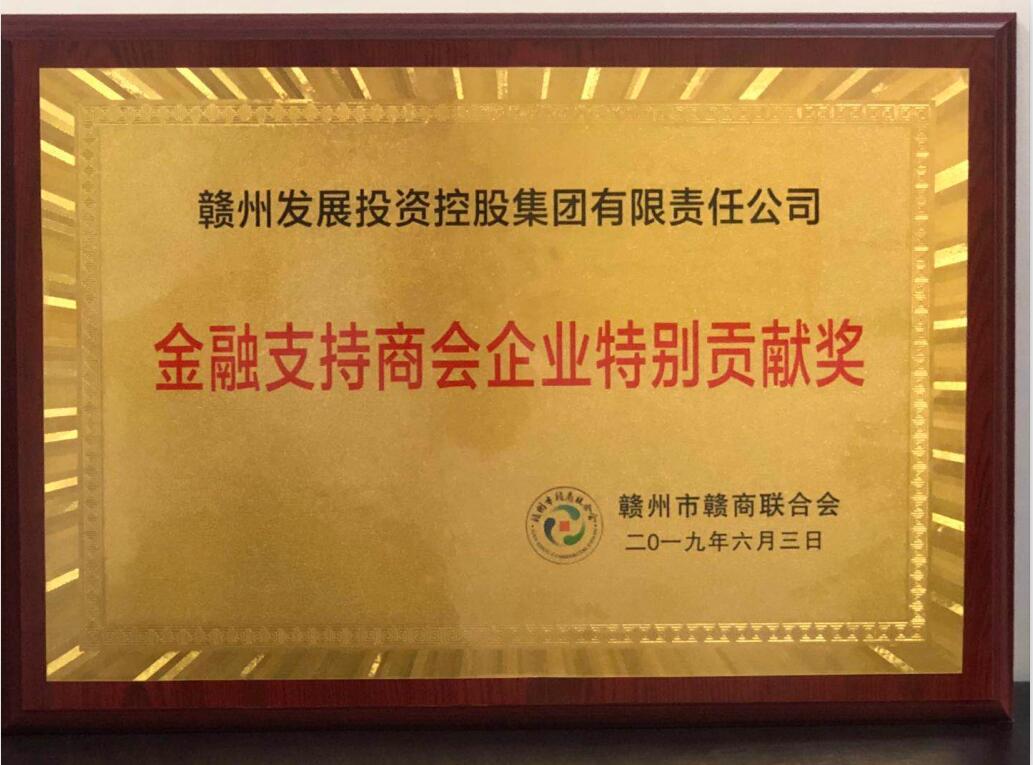 赣州发展投资控股集团有限责任公司
金融支持商会企业特别贡献奖
赣州市赣商联合会
二0一九年六月三日